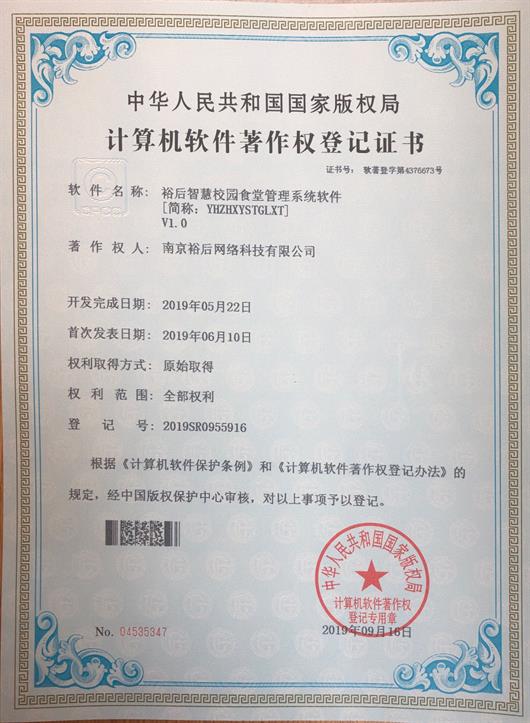 中华人民共和国国家版权局
计算机软件著作权登记证书
证书号： 软著登字第4376673号
软件名称： 裕后智慧校园食堂管理系统软件
[简称：YHZHXYSTGLXT]
V1.0
著作权人： 南京裕后网络科技有限公司
开发完成日期： 2019年05月22日
首次发表日期： 2019年06月10日
权利取得方式： 原始取得
权利范围： 全部权利
登记号： 2019SR0955916
根据《计算机软件保护条例》和《计算机软件著作权登记办法》的
规定，经中国版权保护中心审核，对以上事项予以登记。
中华人民共和国国家版权局
计算机软件著作权
登记专用章
No. 04535347
2019年09月16日
CPCC